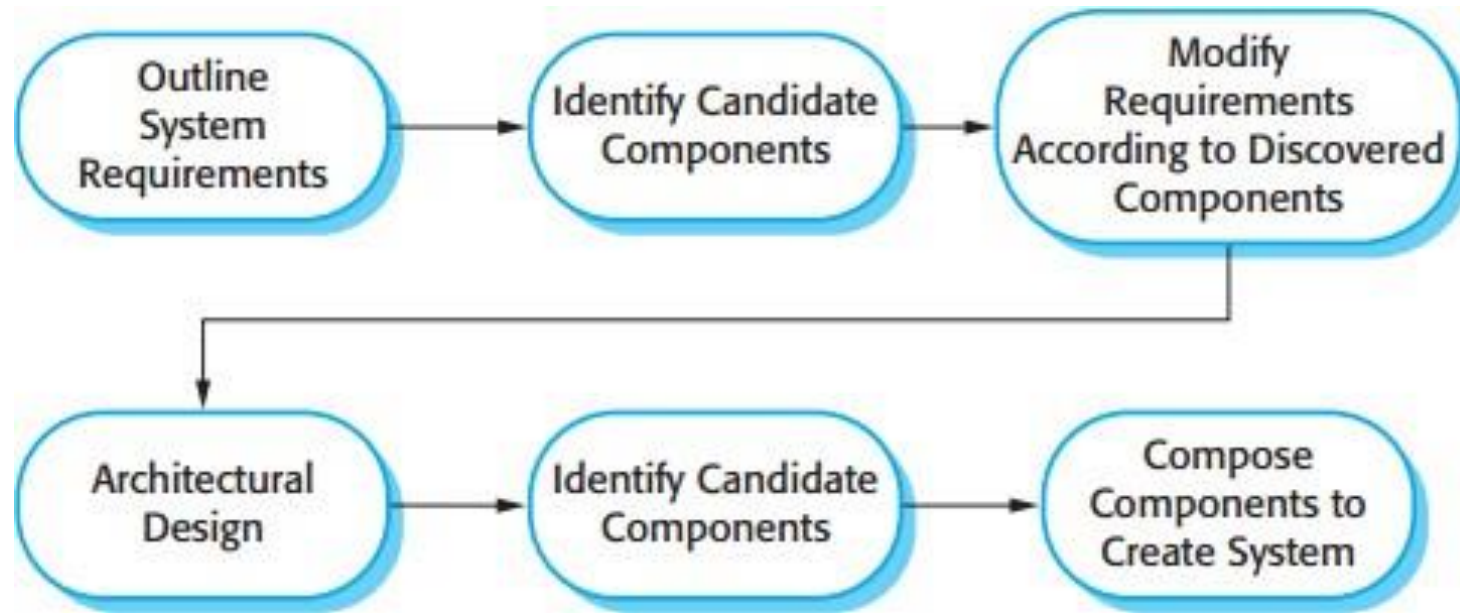 Outline
System
Requirements
Identify Candidate
Components
Modify
Requirements
According to Discovered
Components
Architectural
Design
Identify Candidate
Components
Compose
Components to
Create System